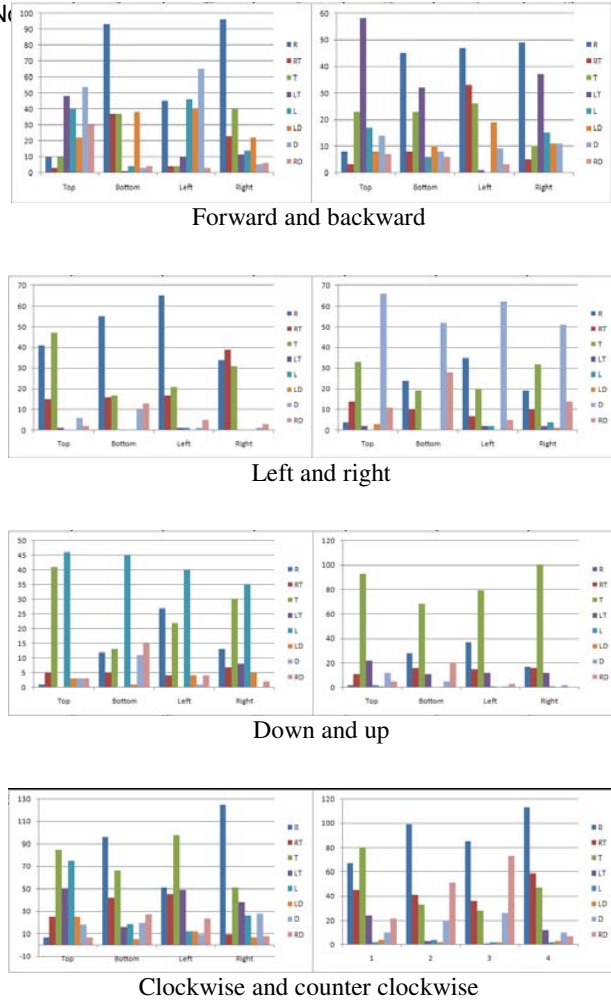 No
100 90 80 70 60 50 40 30 20 10 0
Top Bottom Left Right
R
RT
T
LT
L
LD
D
RD
60 50 40 30 20 10 0
Top Bottom Left Right
R
RT
T
LT
L
LD
D
RD
Forward and backward
70 60 50 40 30 20 10 0
Top Bottom Left Right
R
RT
T
LT
L
LD
D
RD
70 60 50 40 30 20 10 0
Top Bottom Left Right
R
RT
T
LT
L
LD
D
RD
Left and right
50 45 40 35 30 25 20 15 10 5 0
Top Bottom Left Right
R
RT
T
LT
L
LD
D
RD
120 100 80 60 40 20 0
Top Bottom Left Right
R
RT
T
LT
L
LD
D
RD
Down and up
130 110 90 70 50 30 10 -10
Top Bottom Left Right
R
RT
T
LT
L
LD
D
RD
120 100 80 60 40 20 0
1 2 3 4
R
RT
T
LT
L
LD
D
RD
Clockwise and counter clockwise